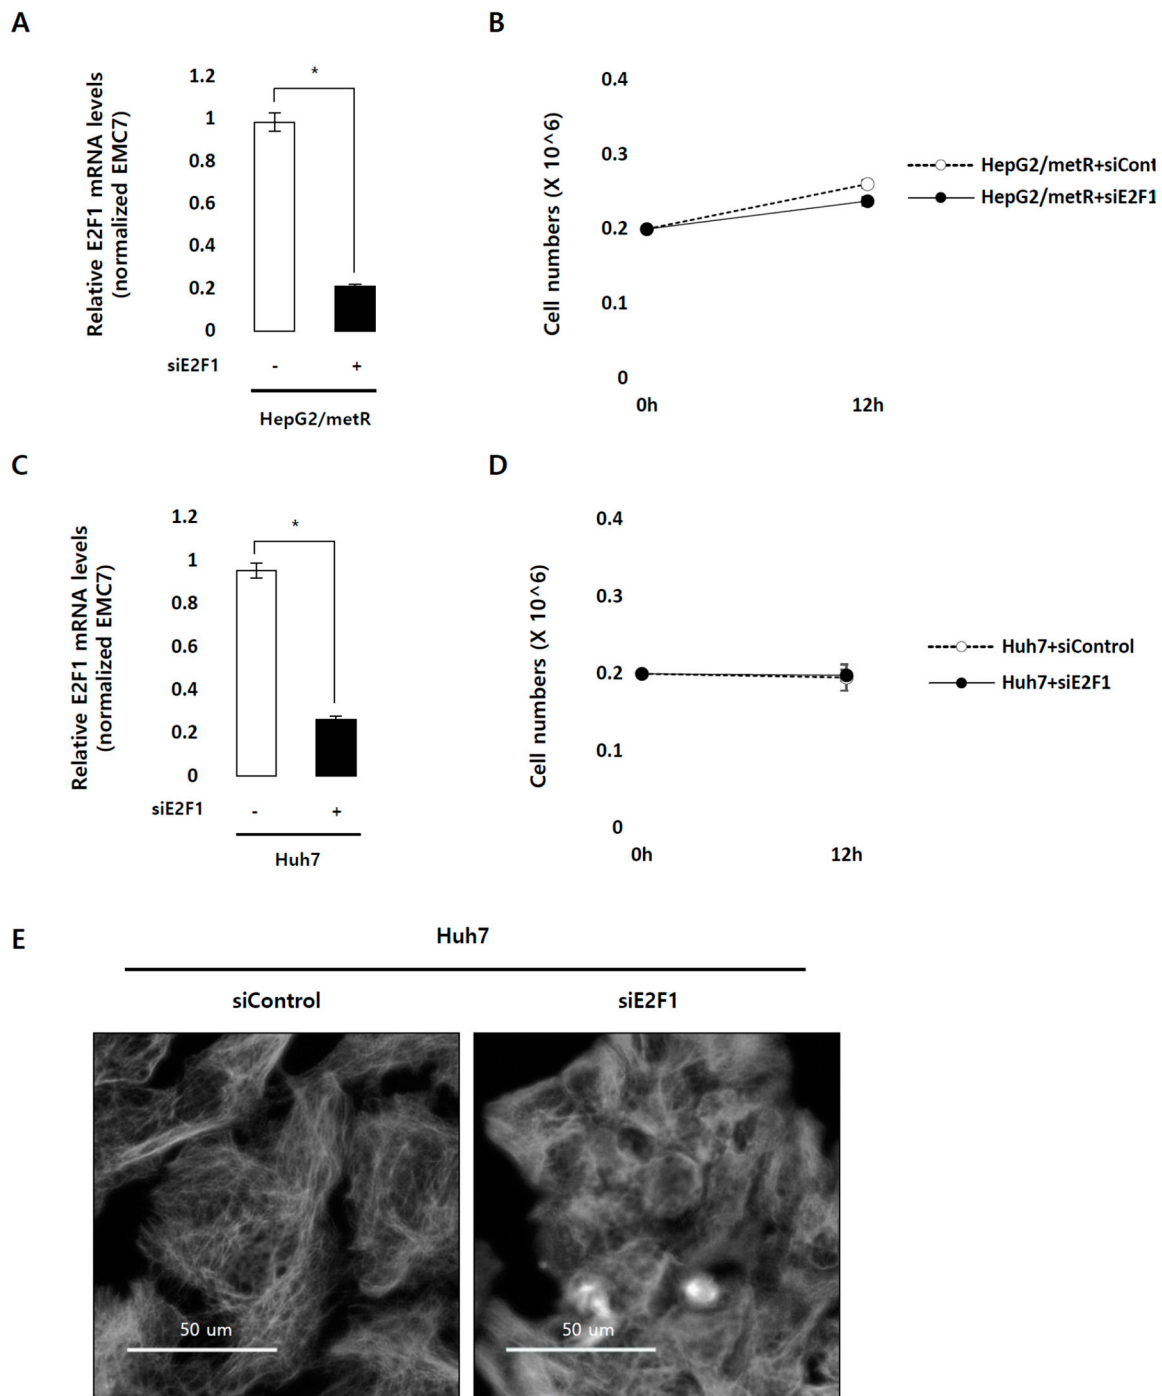 A
Relative E2F1 mRNA levels
(normalized EMC7)
1.2
1
0.8
0.6
0.4
0.2
0
*
siE2F1 - +
HepG2/metR
B
Cell numbers (X 10^6)
0.4
0.3
0.2
0.1
0
0h 12h
HepG2/metR+siCont
HepG2/metR+siE2F1
C
Relative E2F1 mRNA levels
(normalized EMC7)
1.2
1
0.8
0.6
0.4
0.2
0
*
siE2F1 - +
Huh7
D
Cell numbers (X 10^6)
0.4
0.3
0.2
0.1
0
0h 12h
Huh7+siControl
Huh7+siE2F1
E
Huh7
siControl siE2F1
50 um 50 um